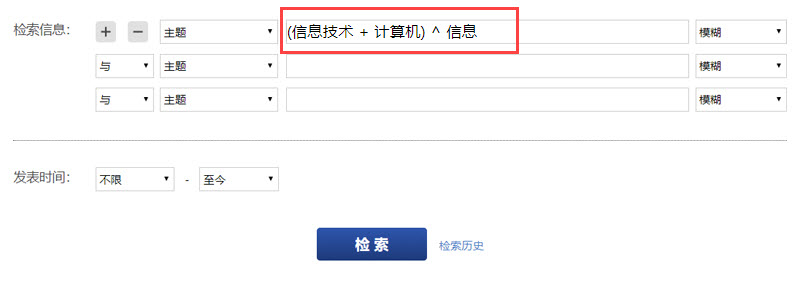 检索信息： + − 主题 (信息技术 + 计算机) ^ 信息 模糊
与 主题 模糊
与 主题 模糊
发表时间： 不限 - 至今
检索 检索历史